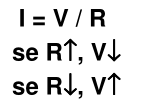 I = V / R
se R↑, V↓
se R↓, V↑